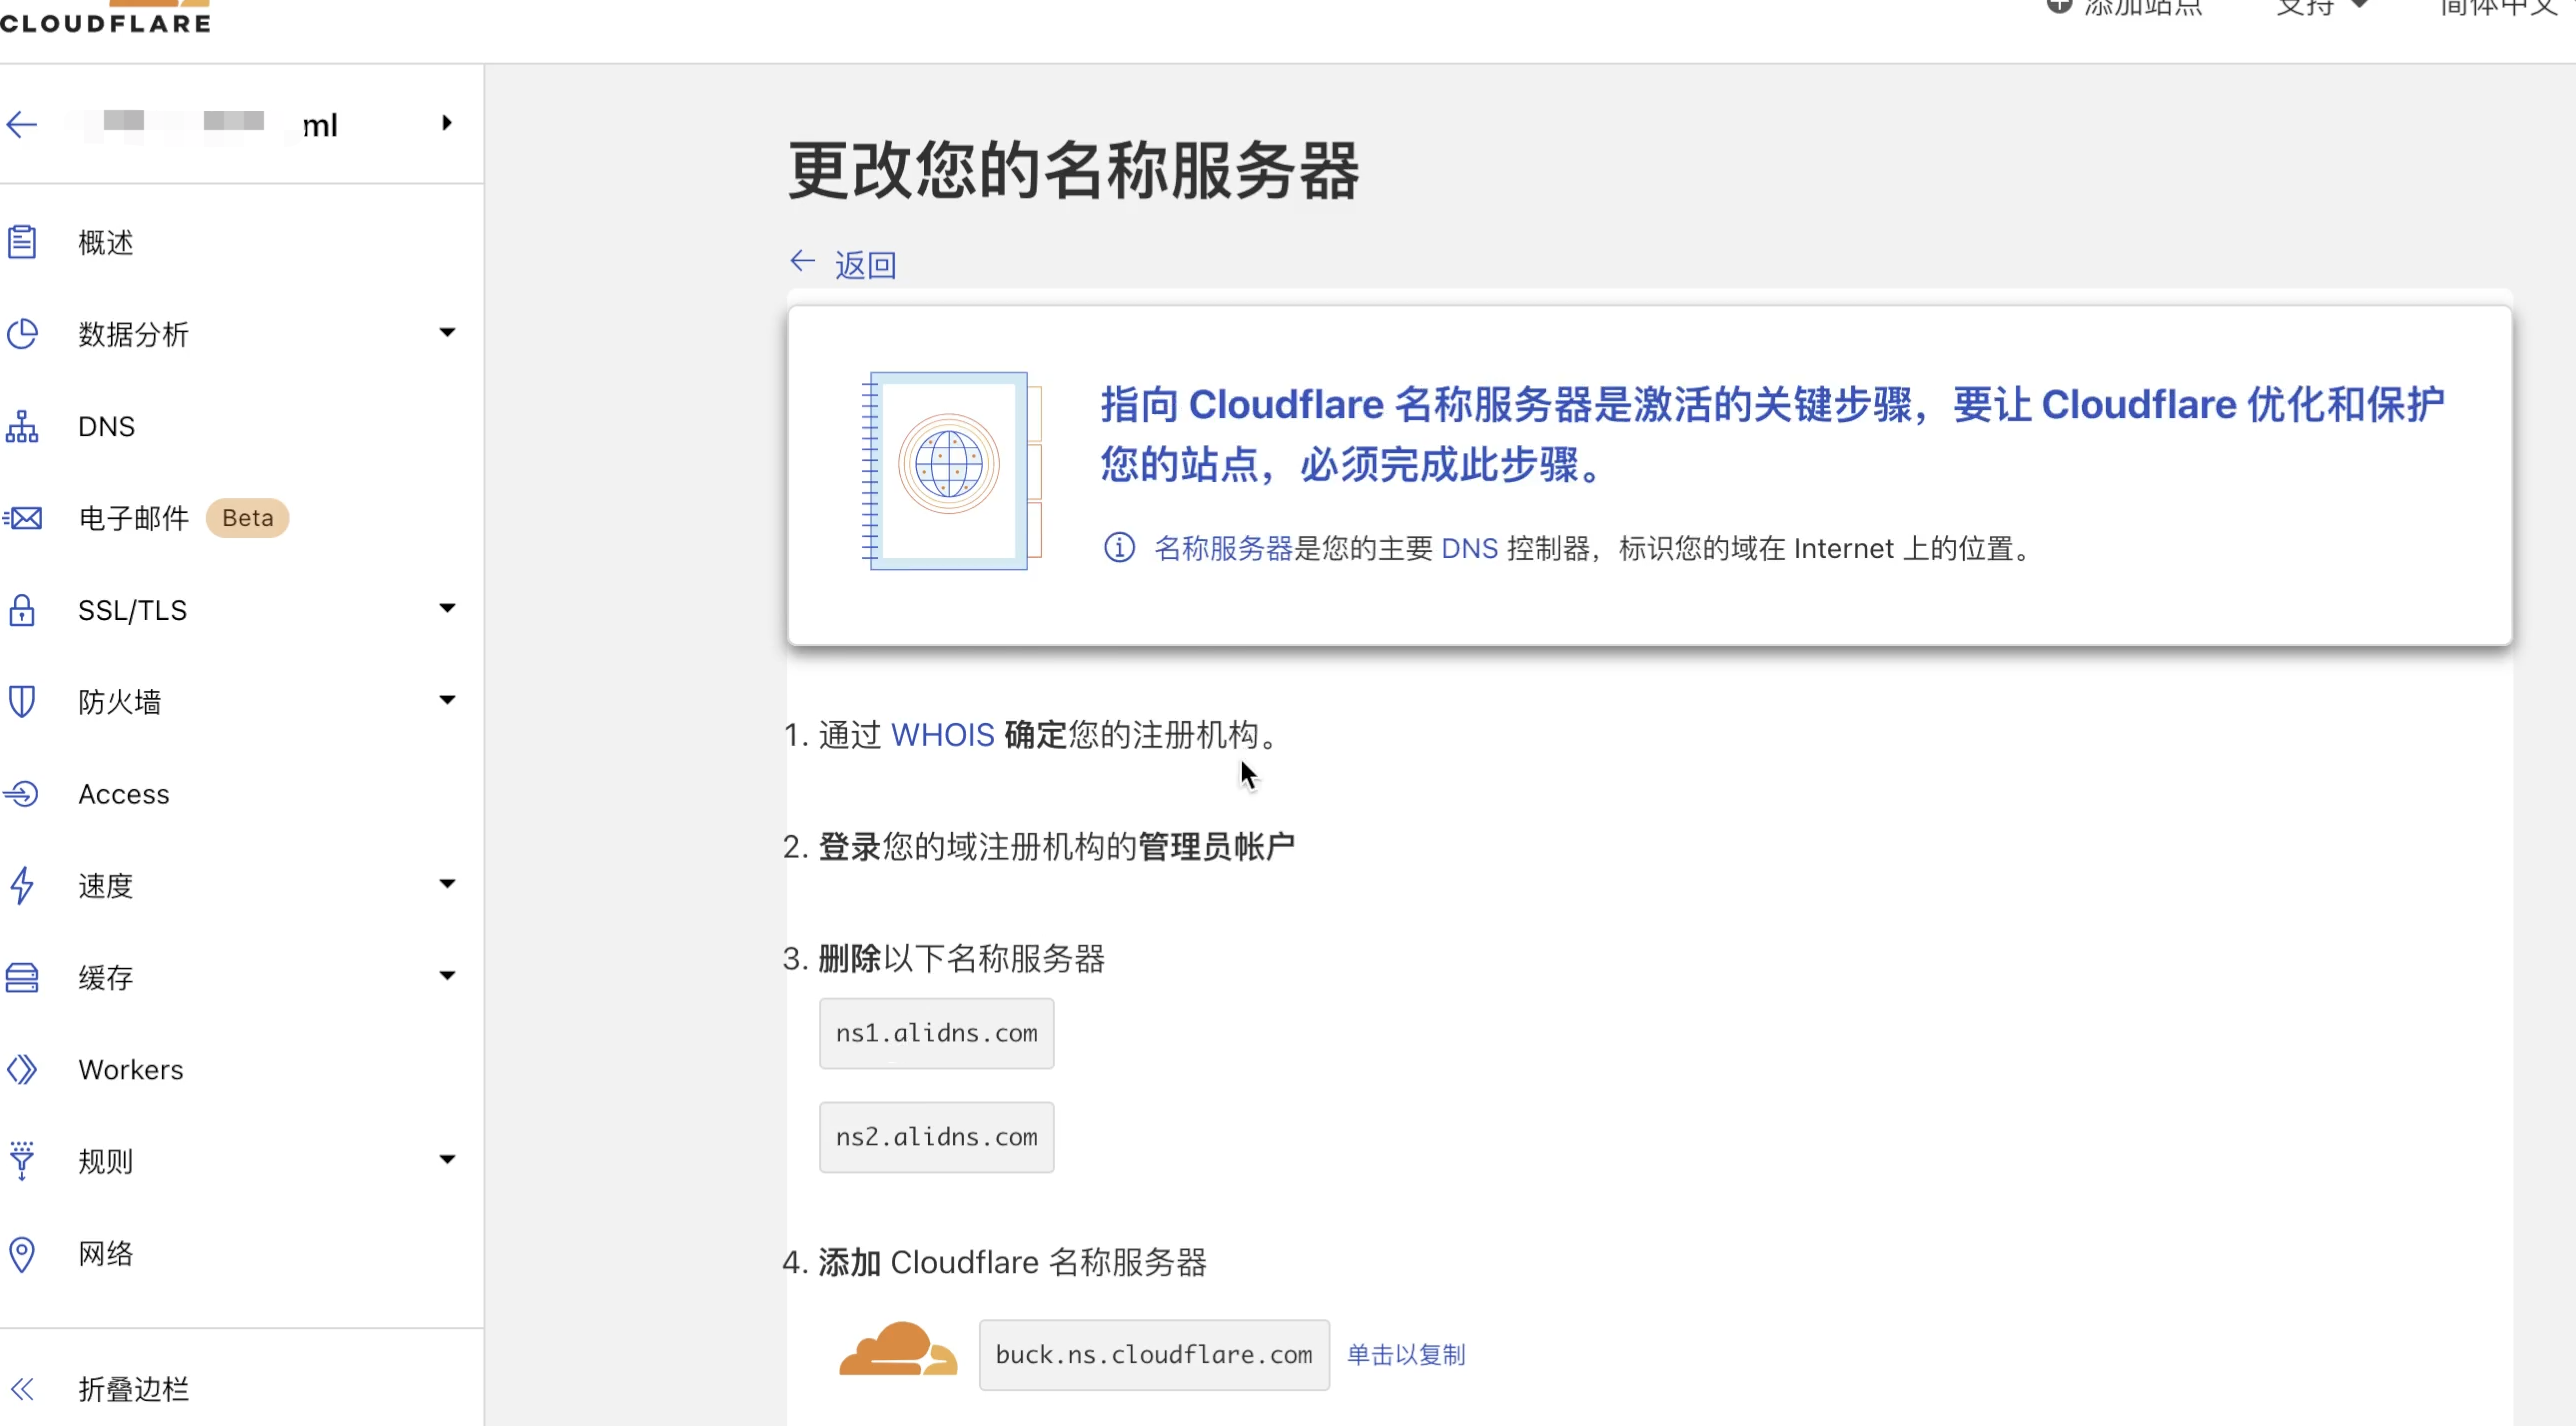 CLOUDFLARE
添加站点
支持
简体中文
ml
概述
数据分析
DNS
电子邮件 Beta
SSL/TLS
防火墙
Access
速度
缓存
Workers
规则
网络
折叠边栏
更改您的名称服务器
返回
指向 Cloudflare 名称服务器是激活的关键步骤，要让 Cloudflare 优化和保护
您的站点，必须完成此步骤。
名称服务器是您的主要 DNS 控制器，标识您的域在 Internet 上的位置。
1. 通过 WHOIS 确定您的注册机构。
2. 登录您的域注册机构的管理员帐户
3. 删除以下名称服务器
ns1.alidns.com
ns2.alidns.com
4. 添加 Cloudflare 名称服务器
buck.ns.cloudflare.com 单击以复制